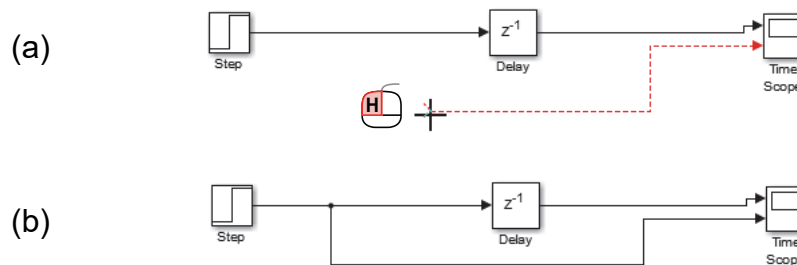 (a)
Step
z-1
Delay
Time
Scope
H
(b)
Step
z-1
Delay
Time
Scope